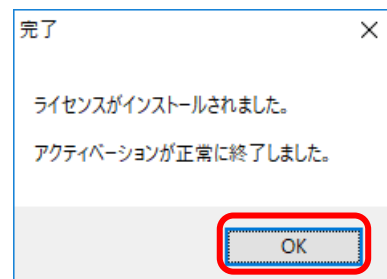 完了
ライセンスがインストールされました。
アクティベーションが正常に終了しました。
OK